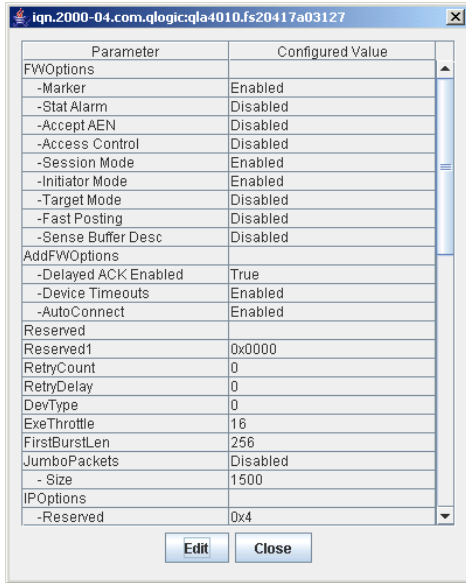 iqn.2000-04.com.qlogic:qla4010.fs20417a03127
Parameter Configured Value
FWOptions
-Marker Enabled
-Stat Alarm Disabled
-Accept AEN Disabled
-Access Control Disabled
-Session Mode Enabled
-Initiator Mode Enabled
-Target Mode Disabled
-Fast Posting Disabled
-Sense Buffer Desc Disabled
AddFWOptions
-Delayed ACK Enabled True
-Device Timeouts Enabled
-AutoConnect Enabled
Reserved
Reserved1 0x0000
RetryCount 0
RetryDelay 0
DevType 0
ExeThrottle 16
FirstBurstLen 256
JumboPackets Disabled
- Size 1500
IPOptions
-Reserved 0x4
Edit Close